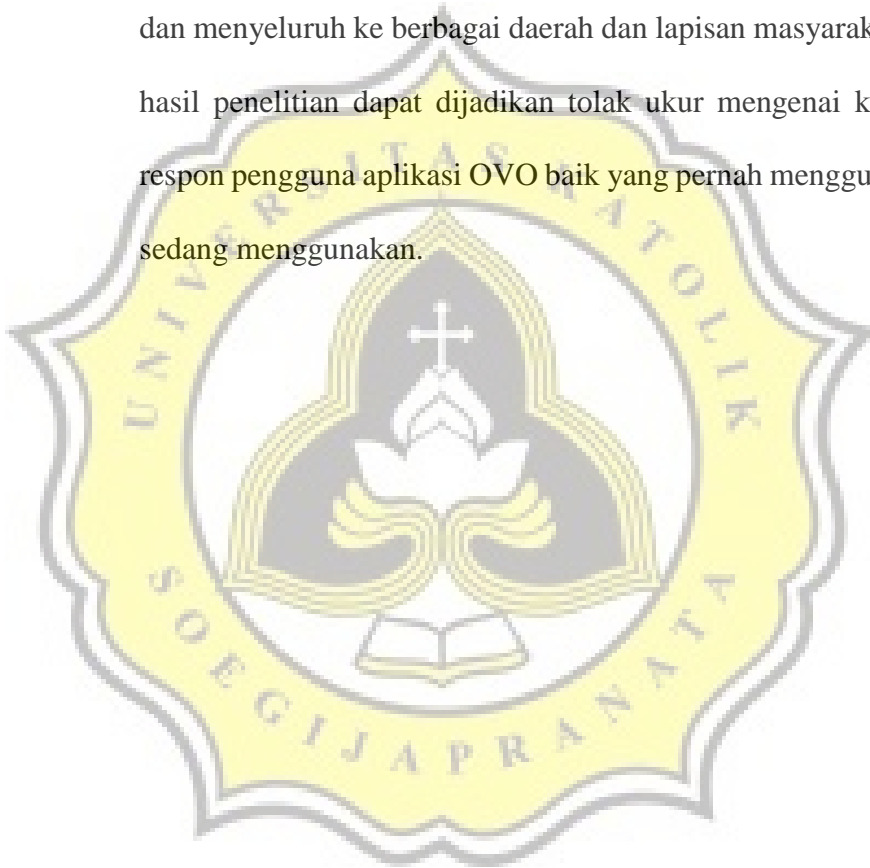 dan menyeluruh ke berbagai daerah dan lapisan masyarak
hasil penelitian dapat dijadikan tolak ukur mengenai k
respon pengguna aplikasi OVO baik yang pernah menggu
sedang menggunakan.
UNIVERSITAS KATOLIK
SOEGIJAPRANATA